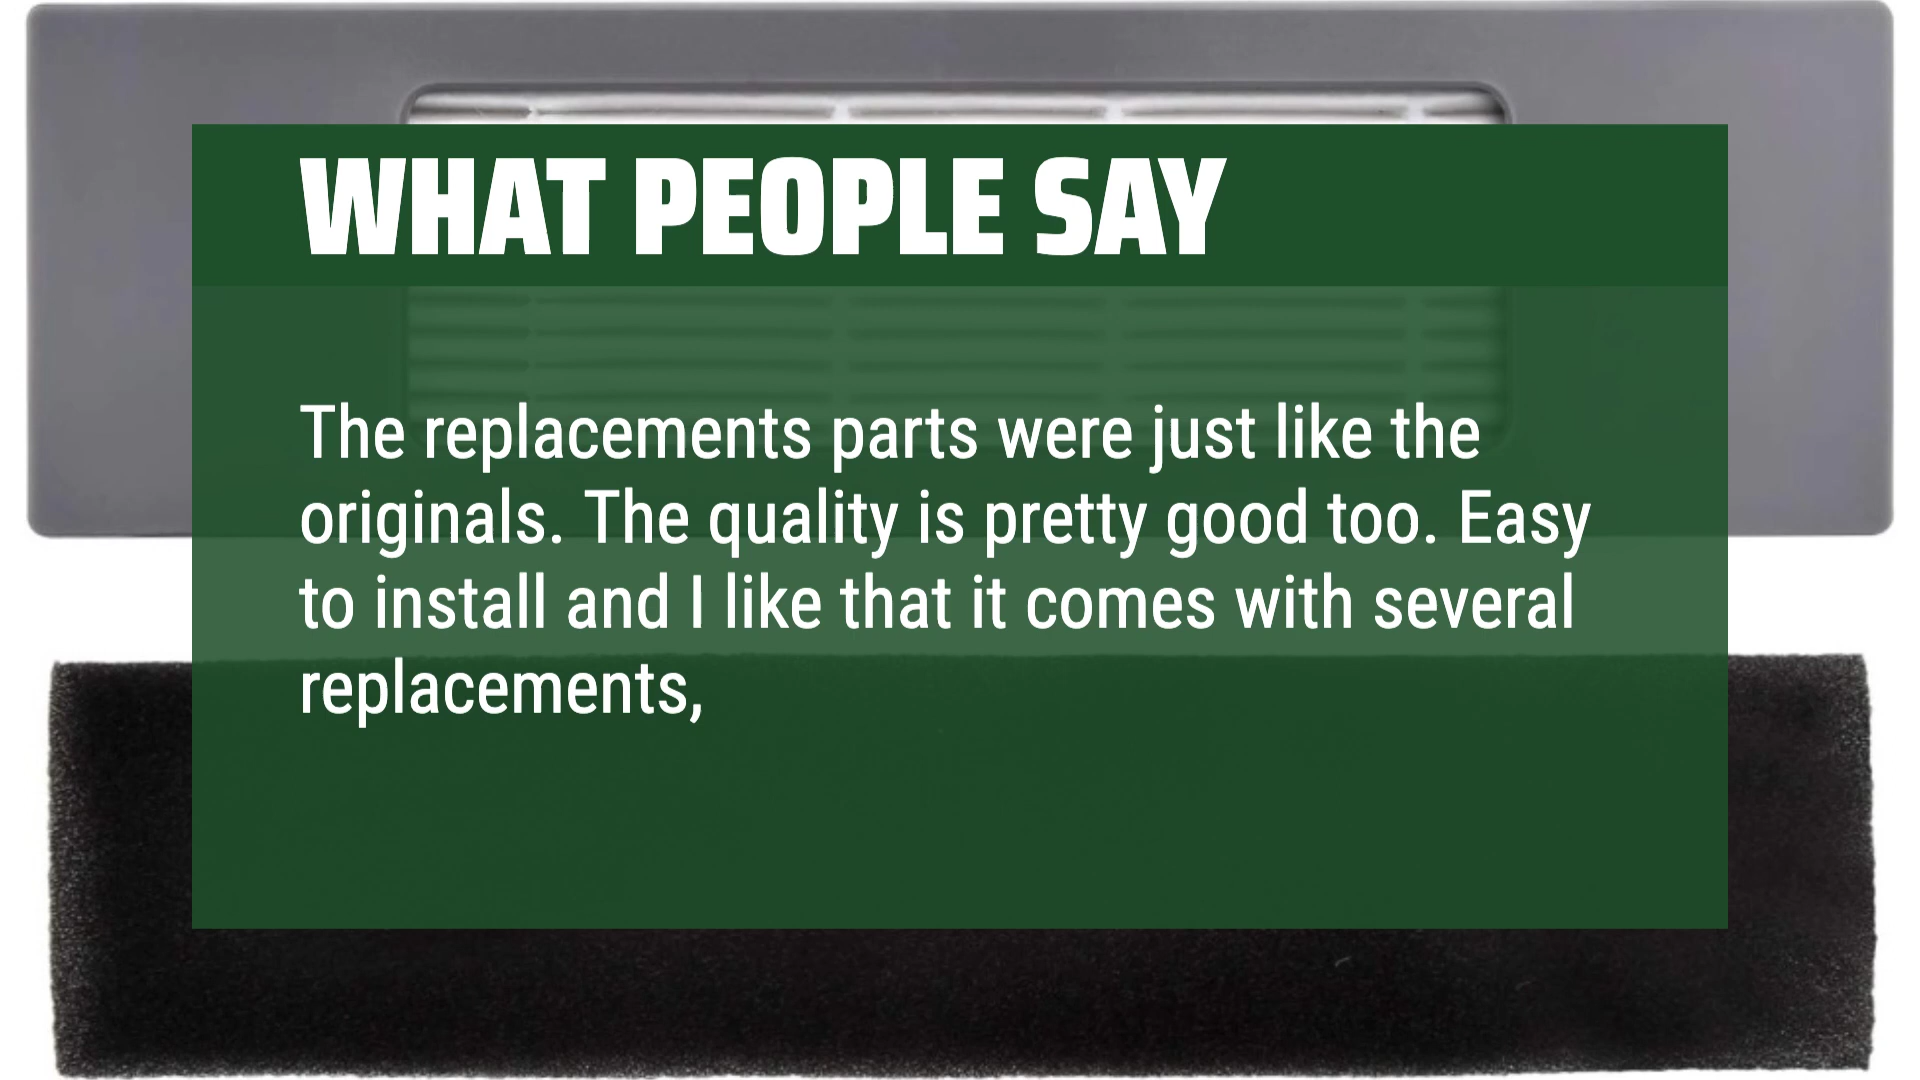 WHAT PEOPLE SAY
The replacements parts were just like the
originals. The quality is pretty good too. Easy
to install and I like that it comes with several
replacements,